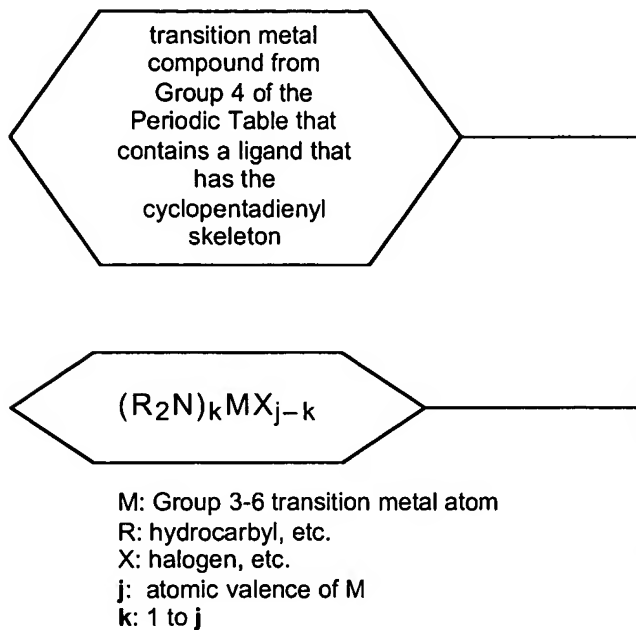 transition metal
compound from
Group 4 of the
Periodic Table that
contains a ligand that
has the
cyclopentadienyl
skeleton
(R₂N)ₖMXⱼ₋ₖ
M: Group 3-6 transition metal atom
R: hydrocarbyl, etc.
X: halogen, etc.
j: atomic valence of M
k: 1 to j